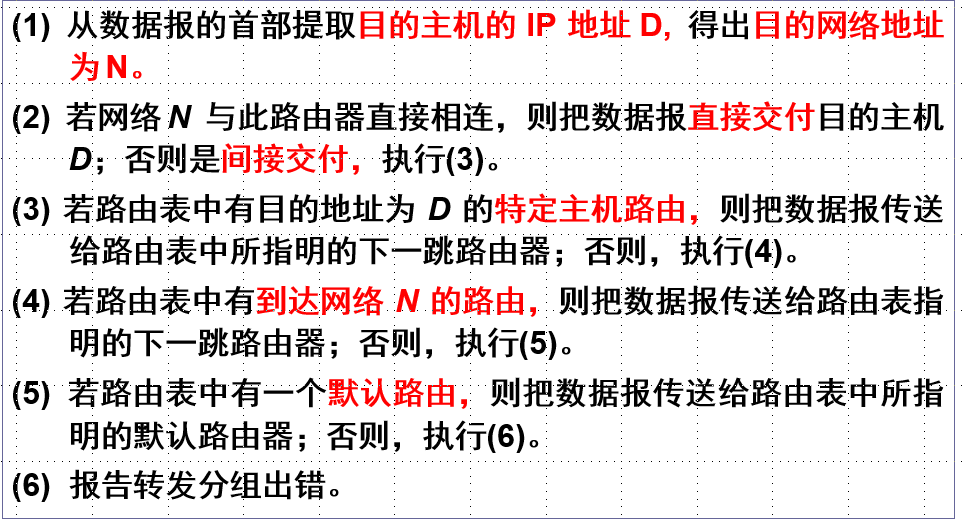 (1) 从数据报的首部提取目的主机的 IP 地址 D, 得出目的网络地址
为 N。
(2) 若网络 N 与此路由器直接相连，则把数据报直接交付目的主机
D；否则是间接交付，执行(3)。
(3) 若路由表中有目的地址为 D 的特定主机路由，则把数据报传送
给路由表中所指明的下一跳路由器；否则，执行(4)。
(4) 若路由表中有到达网络 N 的路由，则把数据报传送给路由表指
明的下一跳路由器；否则，执行(5)。
(5) 若路由表中有一个默认路由，则把数据报传送给路由表中所指
明的默认路由器；否则，执行(6)。
(6) 报告转发分组出错。